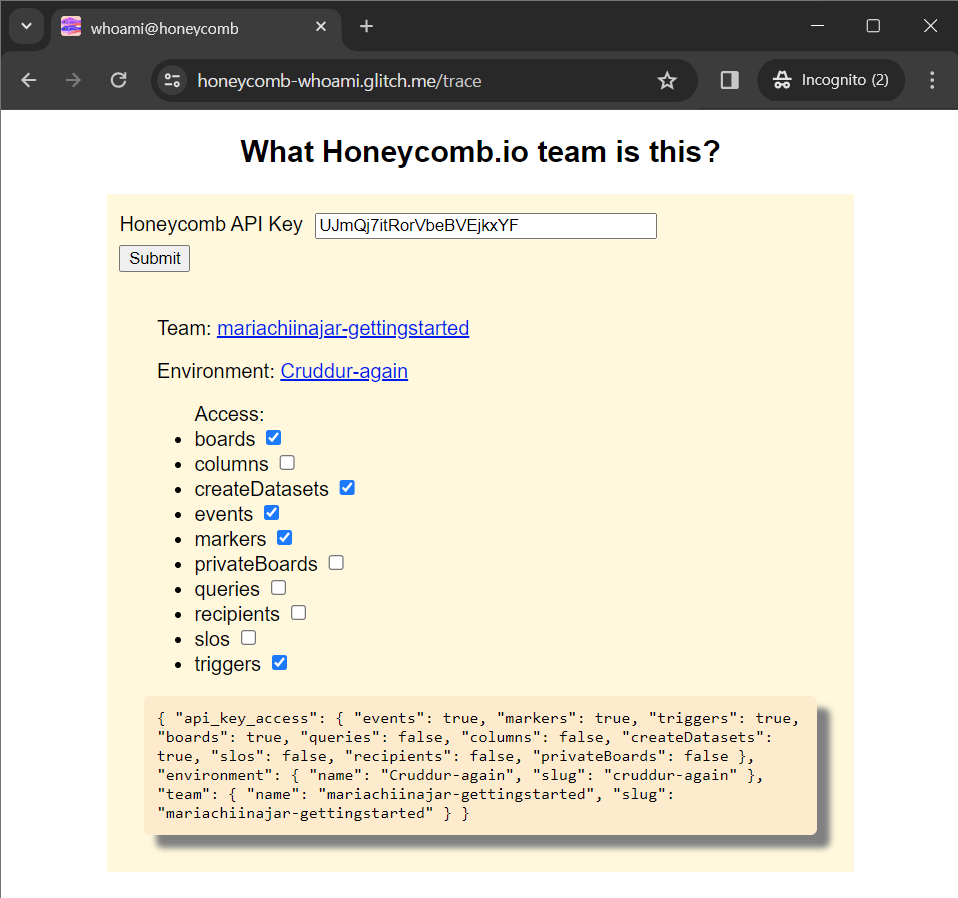 whoami@honeycomb
honeycomb-whoami.glitch.me/trace
Incognito (2)
What Honeycomb.io team is this?
Honeycomb API Key UJmQj7itRorVbeBVEjkxYF
Submit
Team: mariachiinajar-gettingstarted
Environment: Cruddur-again
Access:
boards
columns
createDatasets
events
markers
privateBoards
queries
recipients
slos
triggers
{ "api_key_access": { "events": true, "markers": true, "triggers": true,
"boards": true, "queries": false, "columns": false, "createDatasets":
true, "slos": false, "recipients": false, "privateBoards": false },
"environment": { "name": "Cruddur-again", "slug": "cruddur-again" },
"team": { "name": "mariachiinajar-gettingstarted", "slug":
"mariachiinajar-gettingstarted" } }